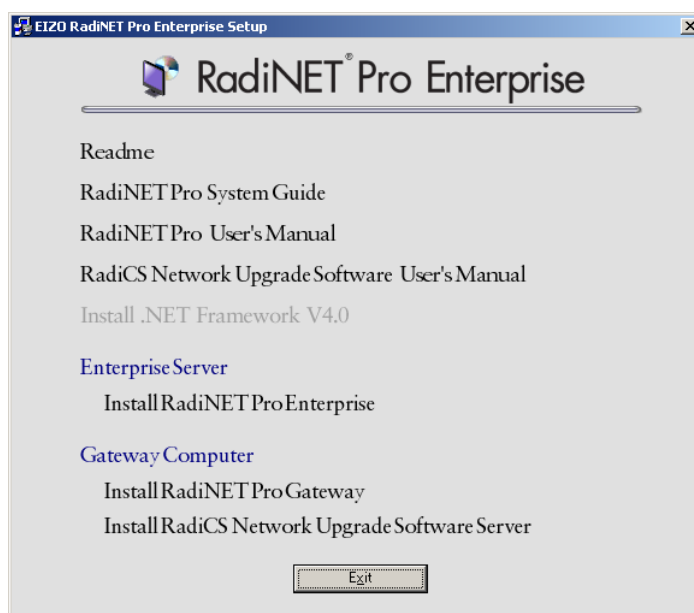 EIZO RadiNET Pro Enterprise Setup
RadiNET® Pro Enterprise
Readme
RadiNET Pro System Guide
RadiNET Pro User's Manual
RadiCS Network Upgrade Software User's Manual
Install .NET Framework V4.0
Enterprise Server
Install RadiNET Pro Enterprise
Gateway Computer
Install RadiNET Pro Gateway
Install RadiCS Network Upgrade Software Server
Exit